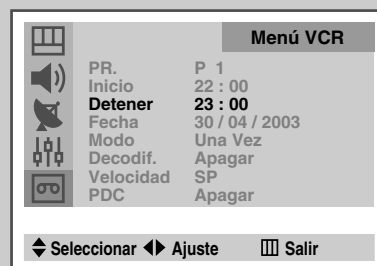 Menú VCR
PR. P 1
Inicio 22 : 00
Detener 23 : 00
Fecha 30 / 04 / 2003
Modo Una Vez
Decodif. Apagar
Velocidad SP
PDC Apagar
Seleccionar Ajuste Salir